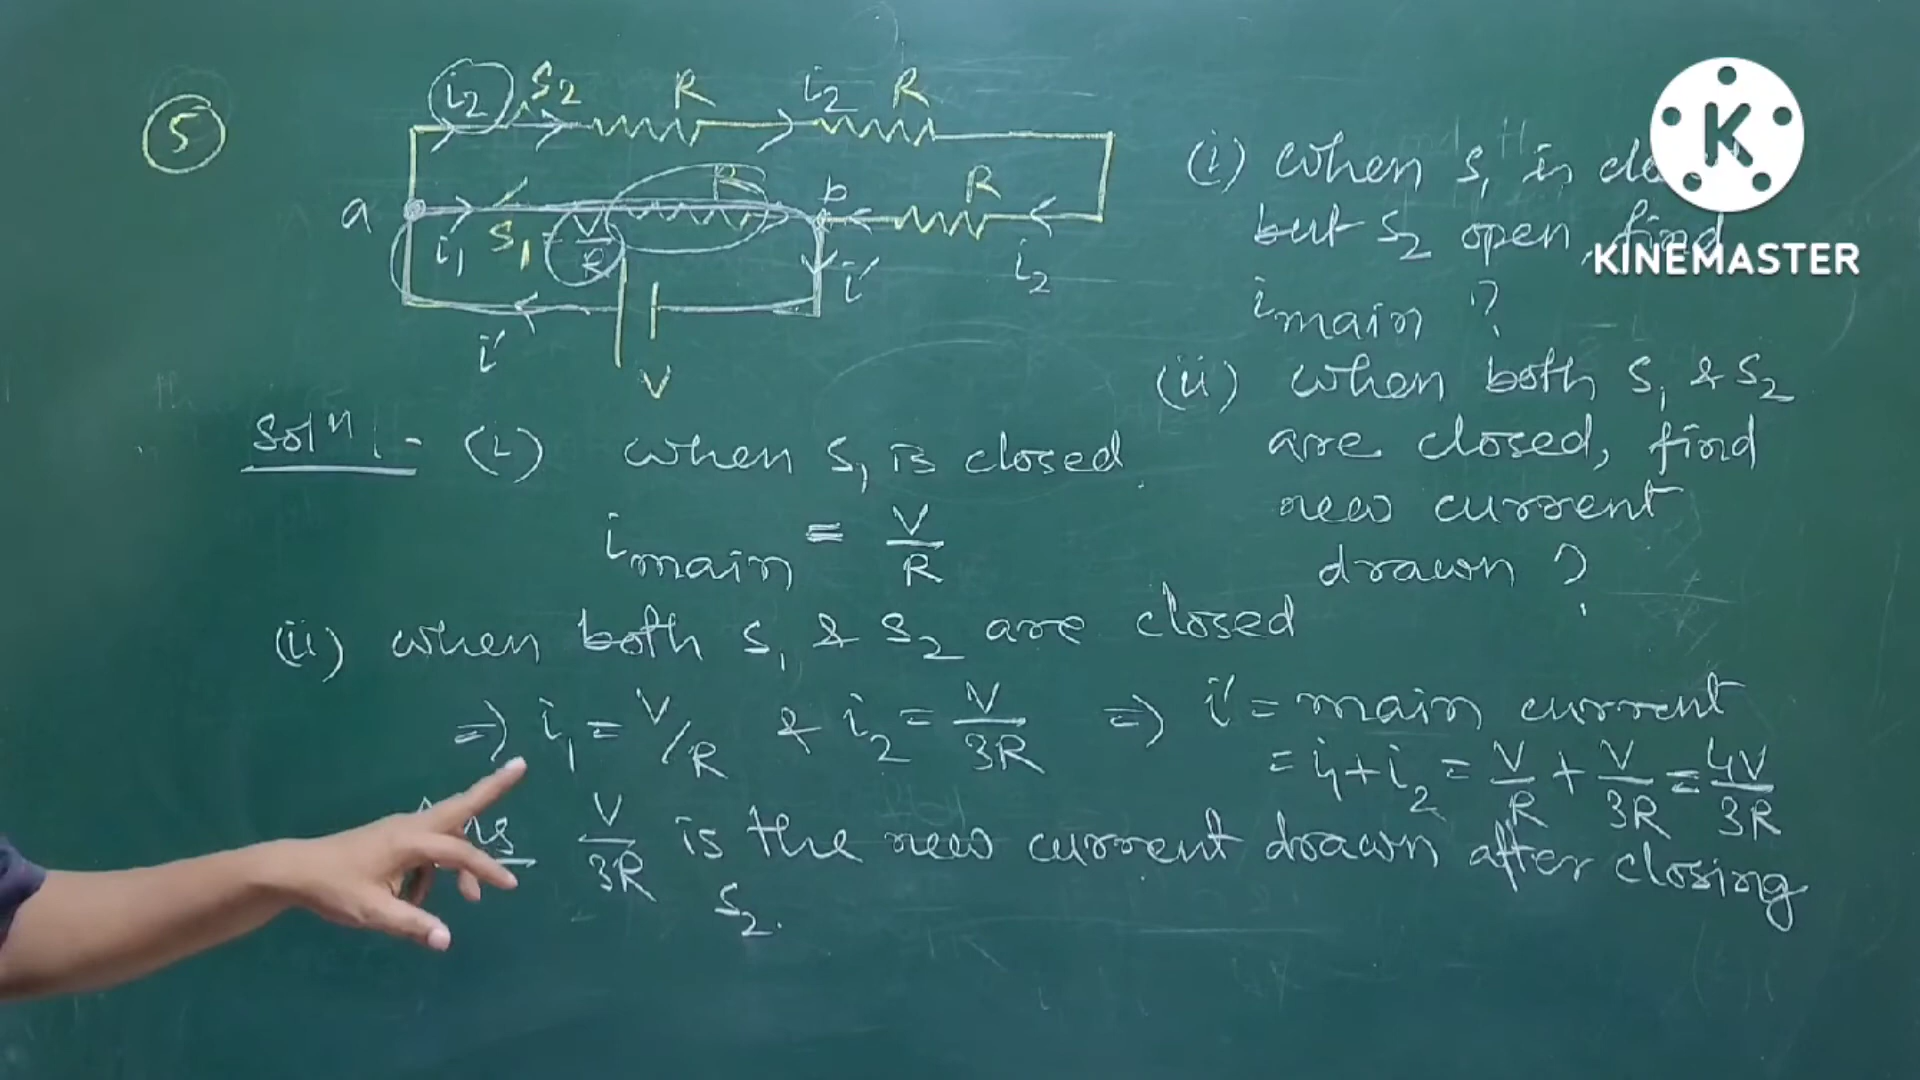 5
i2 S2 R i2 R
a i1 S1 = V/R R b R
i' i2
i'
V
(i) when S1 is
but S2 open, find
i main ?
(ii) when both S1 & S2
are closed, find
new current
drawn ?
K
KINEMASTER
Solⁿ :- (i) when S1 is closed
i main = V/R
(ii) when both S1 & S2 are closed
=> i1 = V/R & i2 = V/3R => i' = main current
= i1 + i2 = V/R + V/3R = 4V/3R
V/3R is the new current drawn after closing
S2.